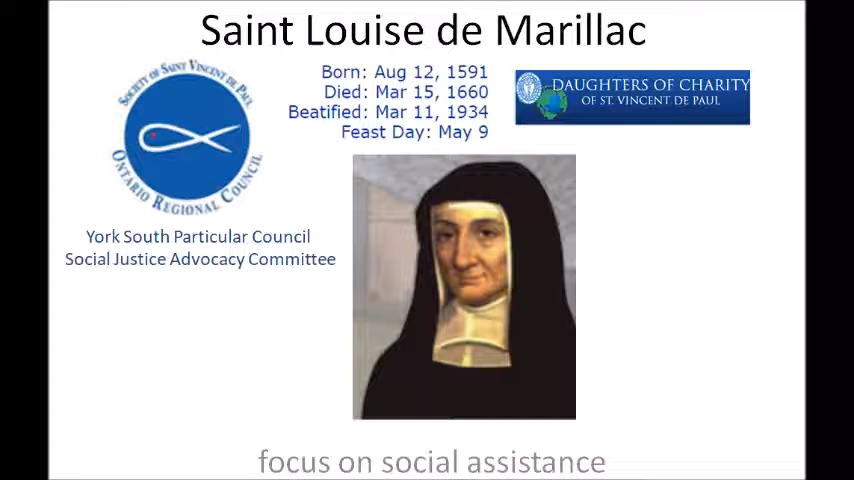 Saint Louise de Marillac
Born: Aug 12, 1591
Died: Mar 15, 1660
Beatified: Mar 11, 1934
Feast Day: May 9
SOCIETY OF SAINT VINCENT DE PAUL
ONTARIO REGIONAL COUNCIL
DAUGHTERS OF CHARITY
OF ST. VINCENT DE PAUL
York South Particular Council
Social Justice Advocacy Committee
focus on social assistance